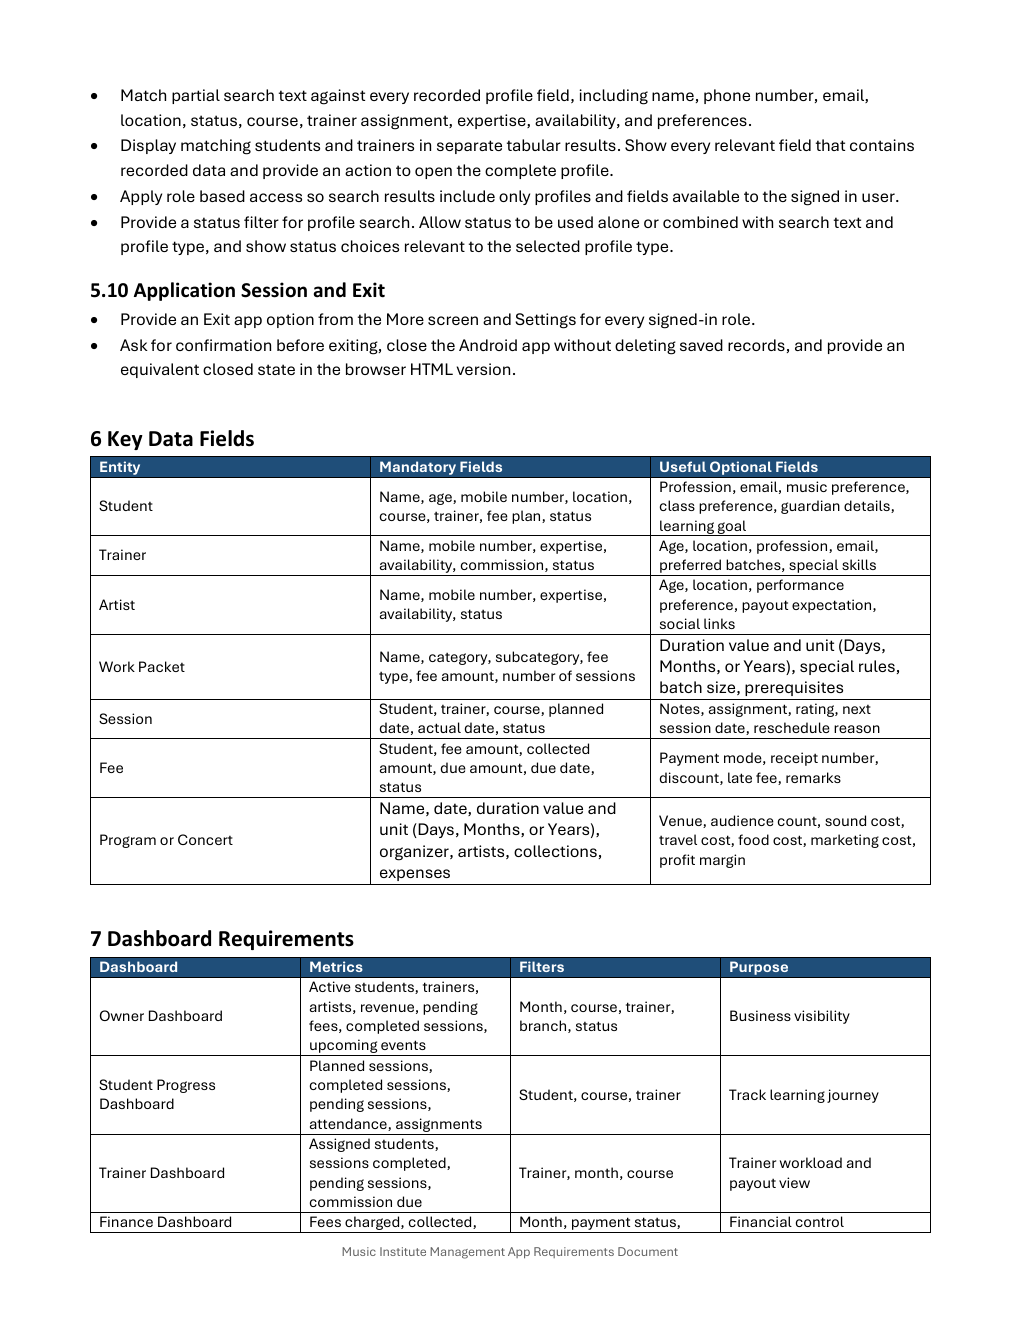 • Match partial search text against every recorded profile field, including name, phone number, email,
location, status, course, trainer assignment, expertise, availability, and preferences.
• Display matching students and trainers in separate tabular results. Show every relevant field that contains
recorded data and provide an action to open the complete profile.
• Apply role based access so search results include only profiles and fields available to the signed in user.
• Provide a status filter for profile search. Allow status to be used alone or combined with search text and
profile type, and show status choices relevant to the selected profile type.
5.10 Application Session and Exit
• Provide an Exit app option from the More screen and Settings for every signed-in role.
• Ask for confirmation before exiting, close the Android app without deleting saved records, and provide an
equivalent closed state in the browser HTML version.
6 Key Data Fields
Entity
Mandatory Fields
Useful Optional Fields
Student
Name, age, mobile number, location,
course, trainer, fee plan, status
Profession, email, music preference,
class preference, guardian details,
learning goal
Trainer
Name, mobile number, expertise,
availability, commission, status
Age, location, profession, email,
preferred batches, special skills
Artist
Name, mobile number, expertise,
availability, status
Age, location, performance
preference, payout expectation,
social links
Work Packet
Name, category, subcategory, fee
type, fee amount, number of sessions
Duration value and unit (Days,
Months, or Years), special rules,
batch size, prerequisites
Session
Student, trainer, course, planned
date, actual date, status
Notes, assignment, rating, next
session date, reschedule reason
Fee
Student, fee amount, collected
amount, due amount, due date,
status
Payment mode, receipt number,
discount, late fee, remarks
Program or Concert
Name, date, duration value and
unit (Days, Months, or Years),
organizer, artists, collections,
expenses
Venue, audience count, sound cost,
travel cost, food cost, marketing cost,
profit margin
7 Dashboard Requirements
Dashboard
Metrics
Filters
Purpose
Owner Dashboard
Active students, trainers,
artists, revenue, pending
fees, completed sessions,
upcoming events
Month, course, trainer,
branch, status
Business visibility
Student Progress
Dashboard
Planned sessions,
completed sessions,
pending sessions,
attendance, assignments
Student, course, trainer
Track learning journey
Trainer Dashboard
Assigned students,
sessions completed,
pending sessions,
commission due
Trainer, month, course
Trainer workload and
payout view
Finance Dashboard
Fees charged, collected,
Month, payment status,
Financial control
Music Institute Management App Requirements Document